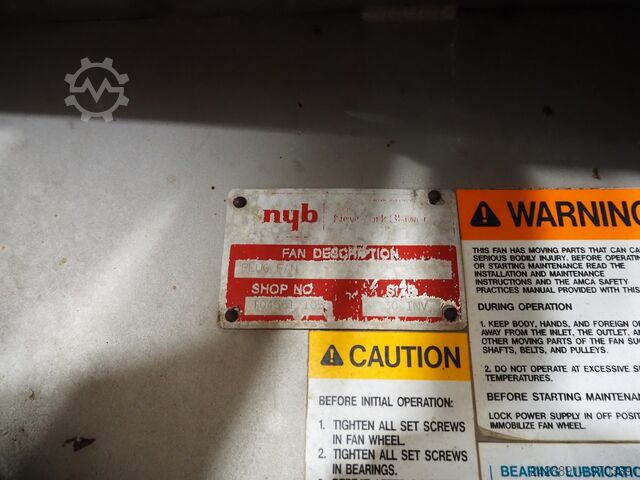 nyb
New York Blower
FAN DESCRIPTION
PLUG FAN
SHOP NO.
SIZE
30 INV
WARNING
THIS FAN HAS MOVING PARTS THAT CAN CA
SERIOUS BODILY INJURY. BEFORE OPERATIN
OR STARTING MAINTENANCE READ THE
INSTALLATION AND MAINTENANCE
INSTRUCTIONS AND THE AMCA SAFETY
PRACTICES MANUAL PROVIDED WITH THIS
DURING OPERATION
1. KEEP BODY, HANDS, AND FOREIGN O
AWAY FROM THE INLET, THE OUTLET, AN
OTHER MOVING PARTS OF THE FAN SU
SHAFTS, BELTS, AND PULLEYS.
2. DO NOT OPERATE AT EXCESSIVE S
TEMPERATURES.
BEFORE STARTING MAINTENA
LOCK POWER SUPPLY IN OFF POSIT
IMMOBILIZE FAN WHEEL.
CAUTION
BEFORE INITIAL OPERATION:
1. TIGHTEN ALL SET SCREWS
IN FAN WHEEL.
2. TIGHTEN ALL SET SCREWS
IN BEARINGS.
BEARING LUBRICATIO